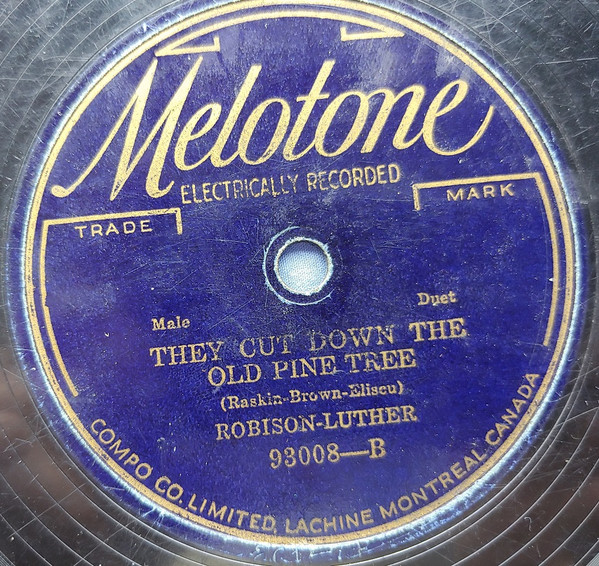 Melotone
ELECTRICALLY RECORDED
TRADE MARK
Male Duet
THEY CUT DOWN THE
OLD PINE TREE
(Raskin-Brown-Eliscu)
ROBISON-LUTHER
93008—B
COMPO CO. LIMITED, LACHINE MONTREAL CANADA